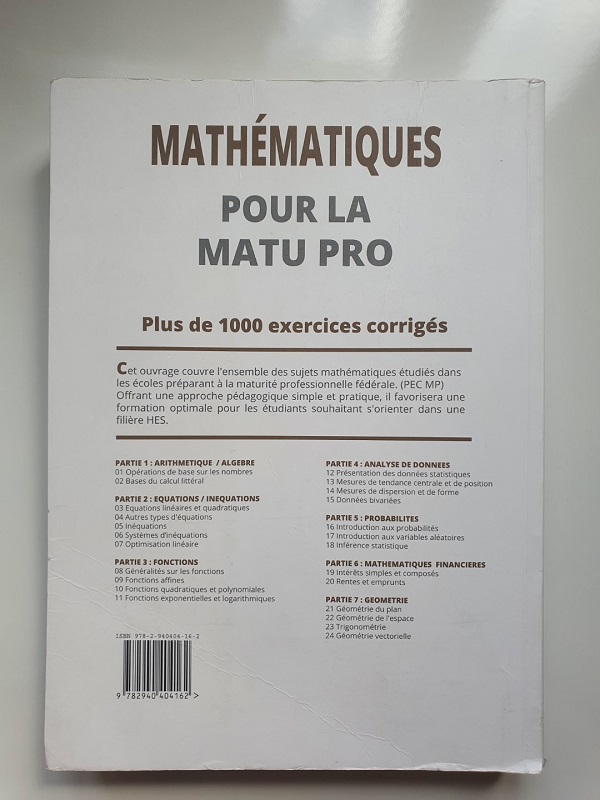 MATHÉMATIQUES
POUR LA
MATU PRO
Plus de 1000 exercices corrigés
Cet ouvrage couvre l'ensemble des sujets mathématiques étudiés dans
les écoles préparant à la maturité professionnelle fédérale. (PEC MP)
Offrant une approche pédagogique simple et pratique, il favorisera une
formation optimale pour les étudiants souhaitant s'orienter dans une
filière HES.
PARTIE 1 : ARITHMETIQUE / ALGEBRE
01 Opérations de base sur les nombres
02 Bases du calcul littéral
PARTIE 2 : EQUATIONS / INEQUATIONS
03 Equations linéaires et quadratiques
04 Autres types d'équations
05 Inéquations
06 Systèmes d'inéquations
07 Optimisation linéaire
PARTIE 3 : FONCTIONS
08 Généralités sur les fonctions
09 Fonctions affines
10 Fonctions quadratiques et polynomiales
11 Fonctions exponentielles et logarithmiques
PARTIE 4 : ANALYSE DE DONNEES
12 Présentation des données statistiques
13 Mesures de tendance centrale et de position
14 Mesures de dispersion et de forme
15 Données bivariées
PARTIE 5 : PROBABILITES
16 Introduction aux probabilités
17 Introduction aux variables aléatoires
18 Inférence statistique
PARTIE 6 : MATHEMATIQUES FINANCIERES
19 Intérêts simples et composés
20 Rentes et emprunts
PARTIE 7 : GEOMETRIE
21 Géométrie du plan
22 Géométrie de l'espace
23 Trigonométrie
24 Géométrie vectorielle
ISBN 978-2-940404-16-2
9 782940 404162 >